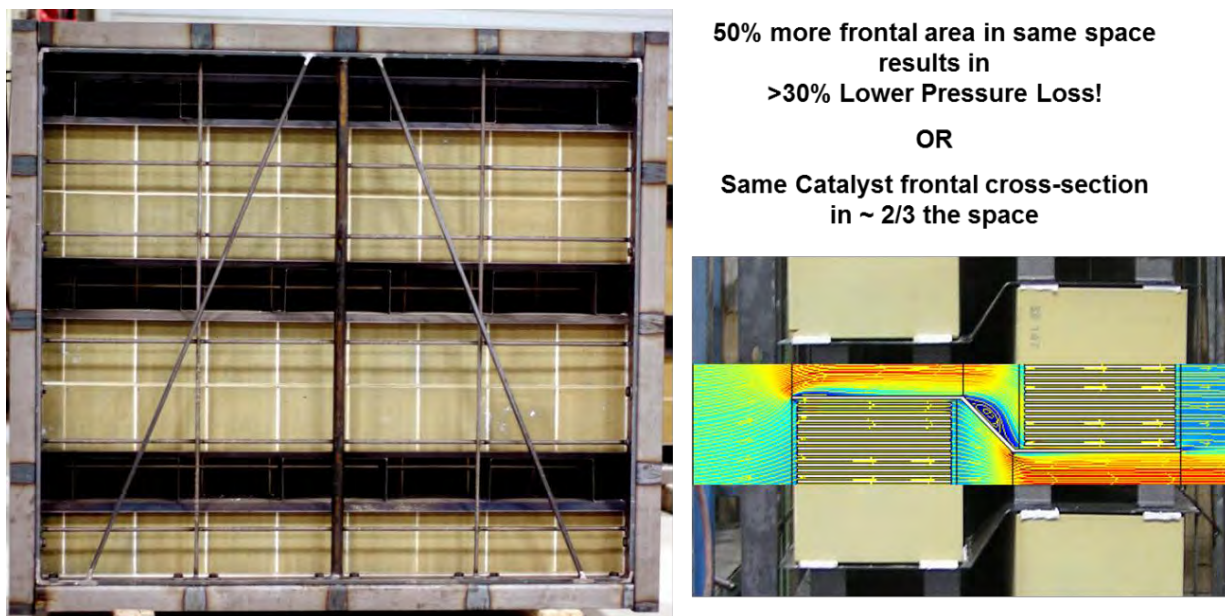 50% more frontal area in same space
results in
>30% Lower Pressure Loss!
OR
Same Catalyst frontal cross-section
in ~ 2/3 the space